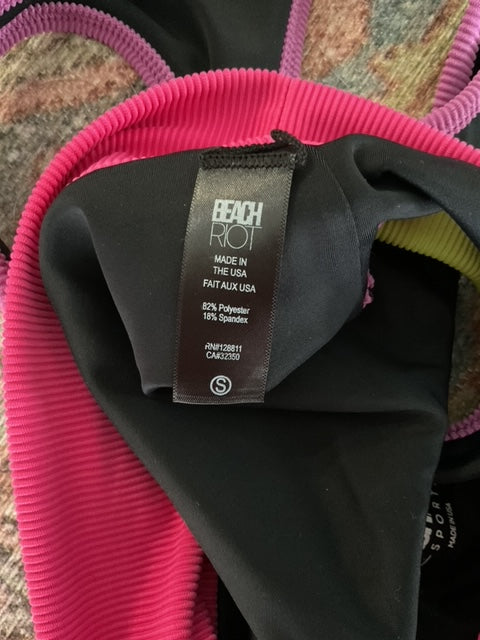 BEACH
RIOT
MADE IN
THE USA
FAIT AUX USA
82% Polyester
18% Spandex
RN#128811
CA#32350
S
SPORT
MADE IN USA